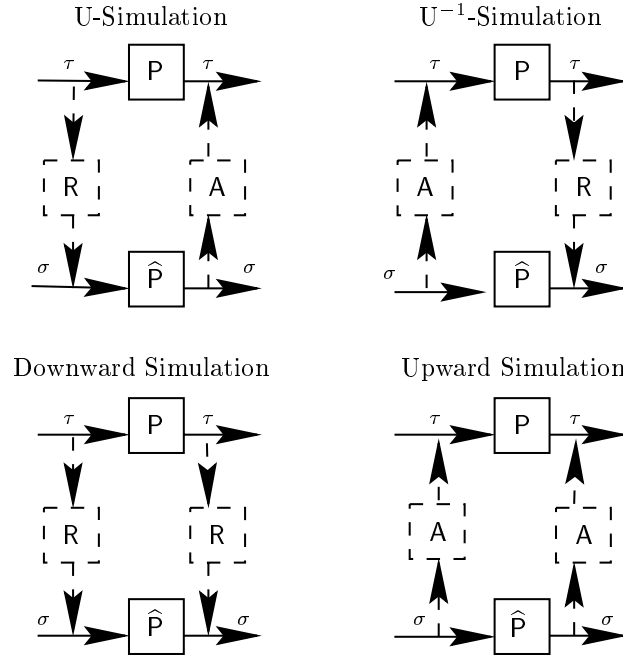 U-Simulation
U⁻¹-Simulation
τ P τ
τ P τ
R A
A R
σ P̂ σ
σ P̂ σ
Downward Simulation
Upward Simulation
τ P τ
τ P τ
R R
A A
σ P̂ σ
σ P̂ σ